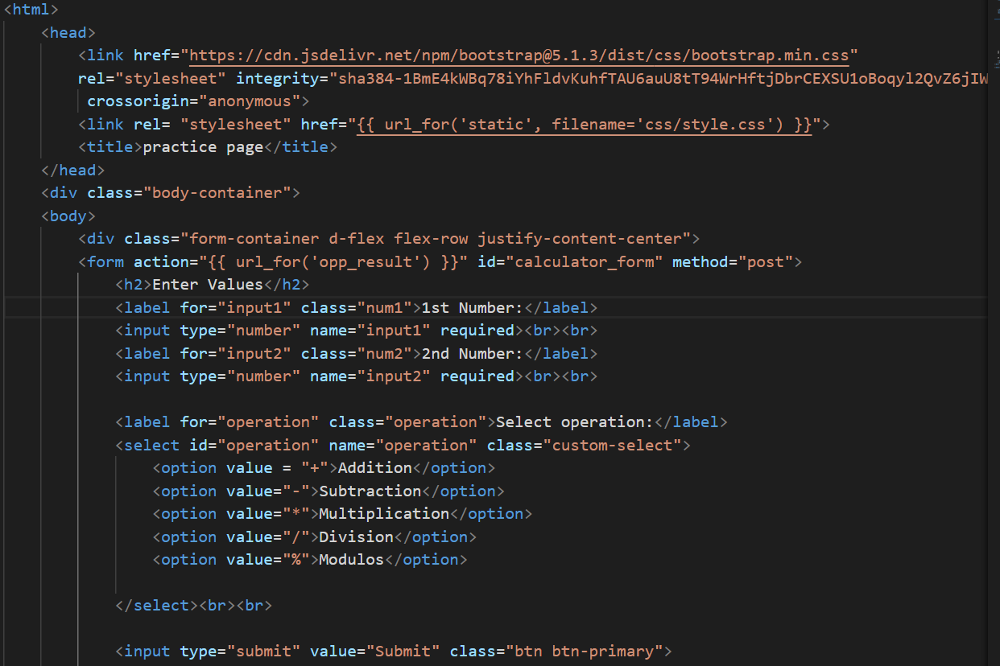 <html>
<head>
<link href="https://cdn.jsdelivr.net/npm/bootstrap@5.1.3/dist/css/bootstrap.min.css"
rel="stylesheet" integrity="sha384-1BmE4kWBq78iYhFldvKuhfTAU6auU8tT94WrHftjDbrCEXSU1oBoqyl2QvZ6jIW
crossorigin="anonymous">
<link rel= "stylesheet" href="{{ url_for('static', filename='css/style.css') }}">
<title>practice page</title>
</head>
<div class="body-container">
<body>
<div class="form-container d-flex flex-row justify-content-center">
<form action="{{ url_for('opp_result') }}" id="calculator_form" method="post">
<h2>Enter Values</h2>
<label for="input1" class="num1">1st Number:</label>
<input type="number" name="input1" required><br><br>
<label for="input2" class="num2">2nd Number:</label>
<input type="number" name="input2" required><br><br>
<label for="operation" class="operation">Select operation:</label>
<select id="operation" name="operation" class="custom-select">
<option value = "+">Addition</option>
<option value="-">Subtraction</option>
<option value="*">Multiplication</option>
<option value="/">Division</option>
<option value="%">Modulos</option>
</select><br><br>
<input type="submit" value="Submit" class="btn btn-primary">